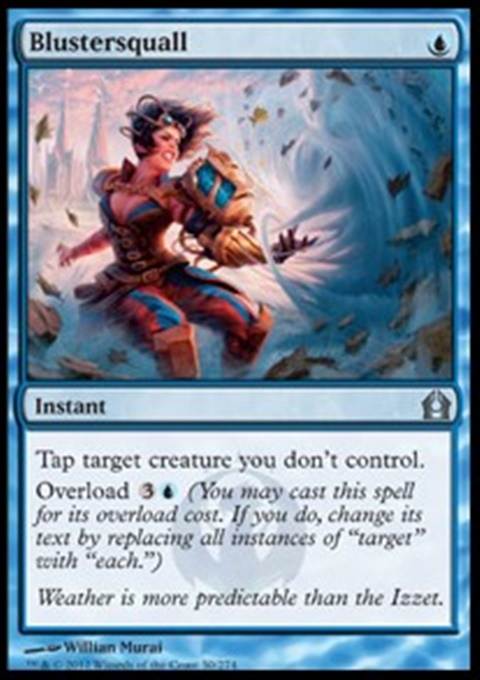 Blustersquall
Instant
Tap target creature you don't control.
Overload 3 (You may cast this spell
for its overload cost. If you do, change its
text by replacing all instances of "target"
with "each.")
Weather is more predictable than the Izzet.
Willian Murai
™ & © 2012 Wizards of the Coast 30/274